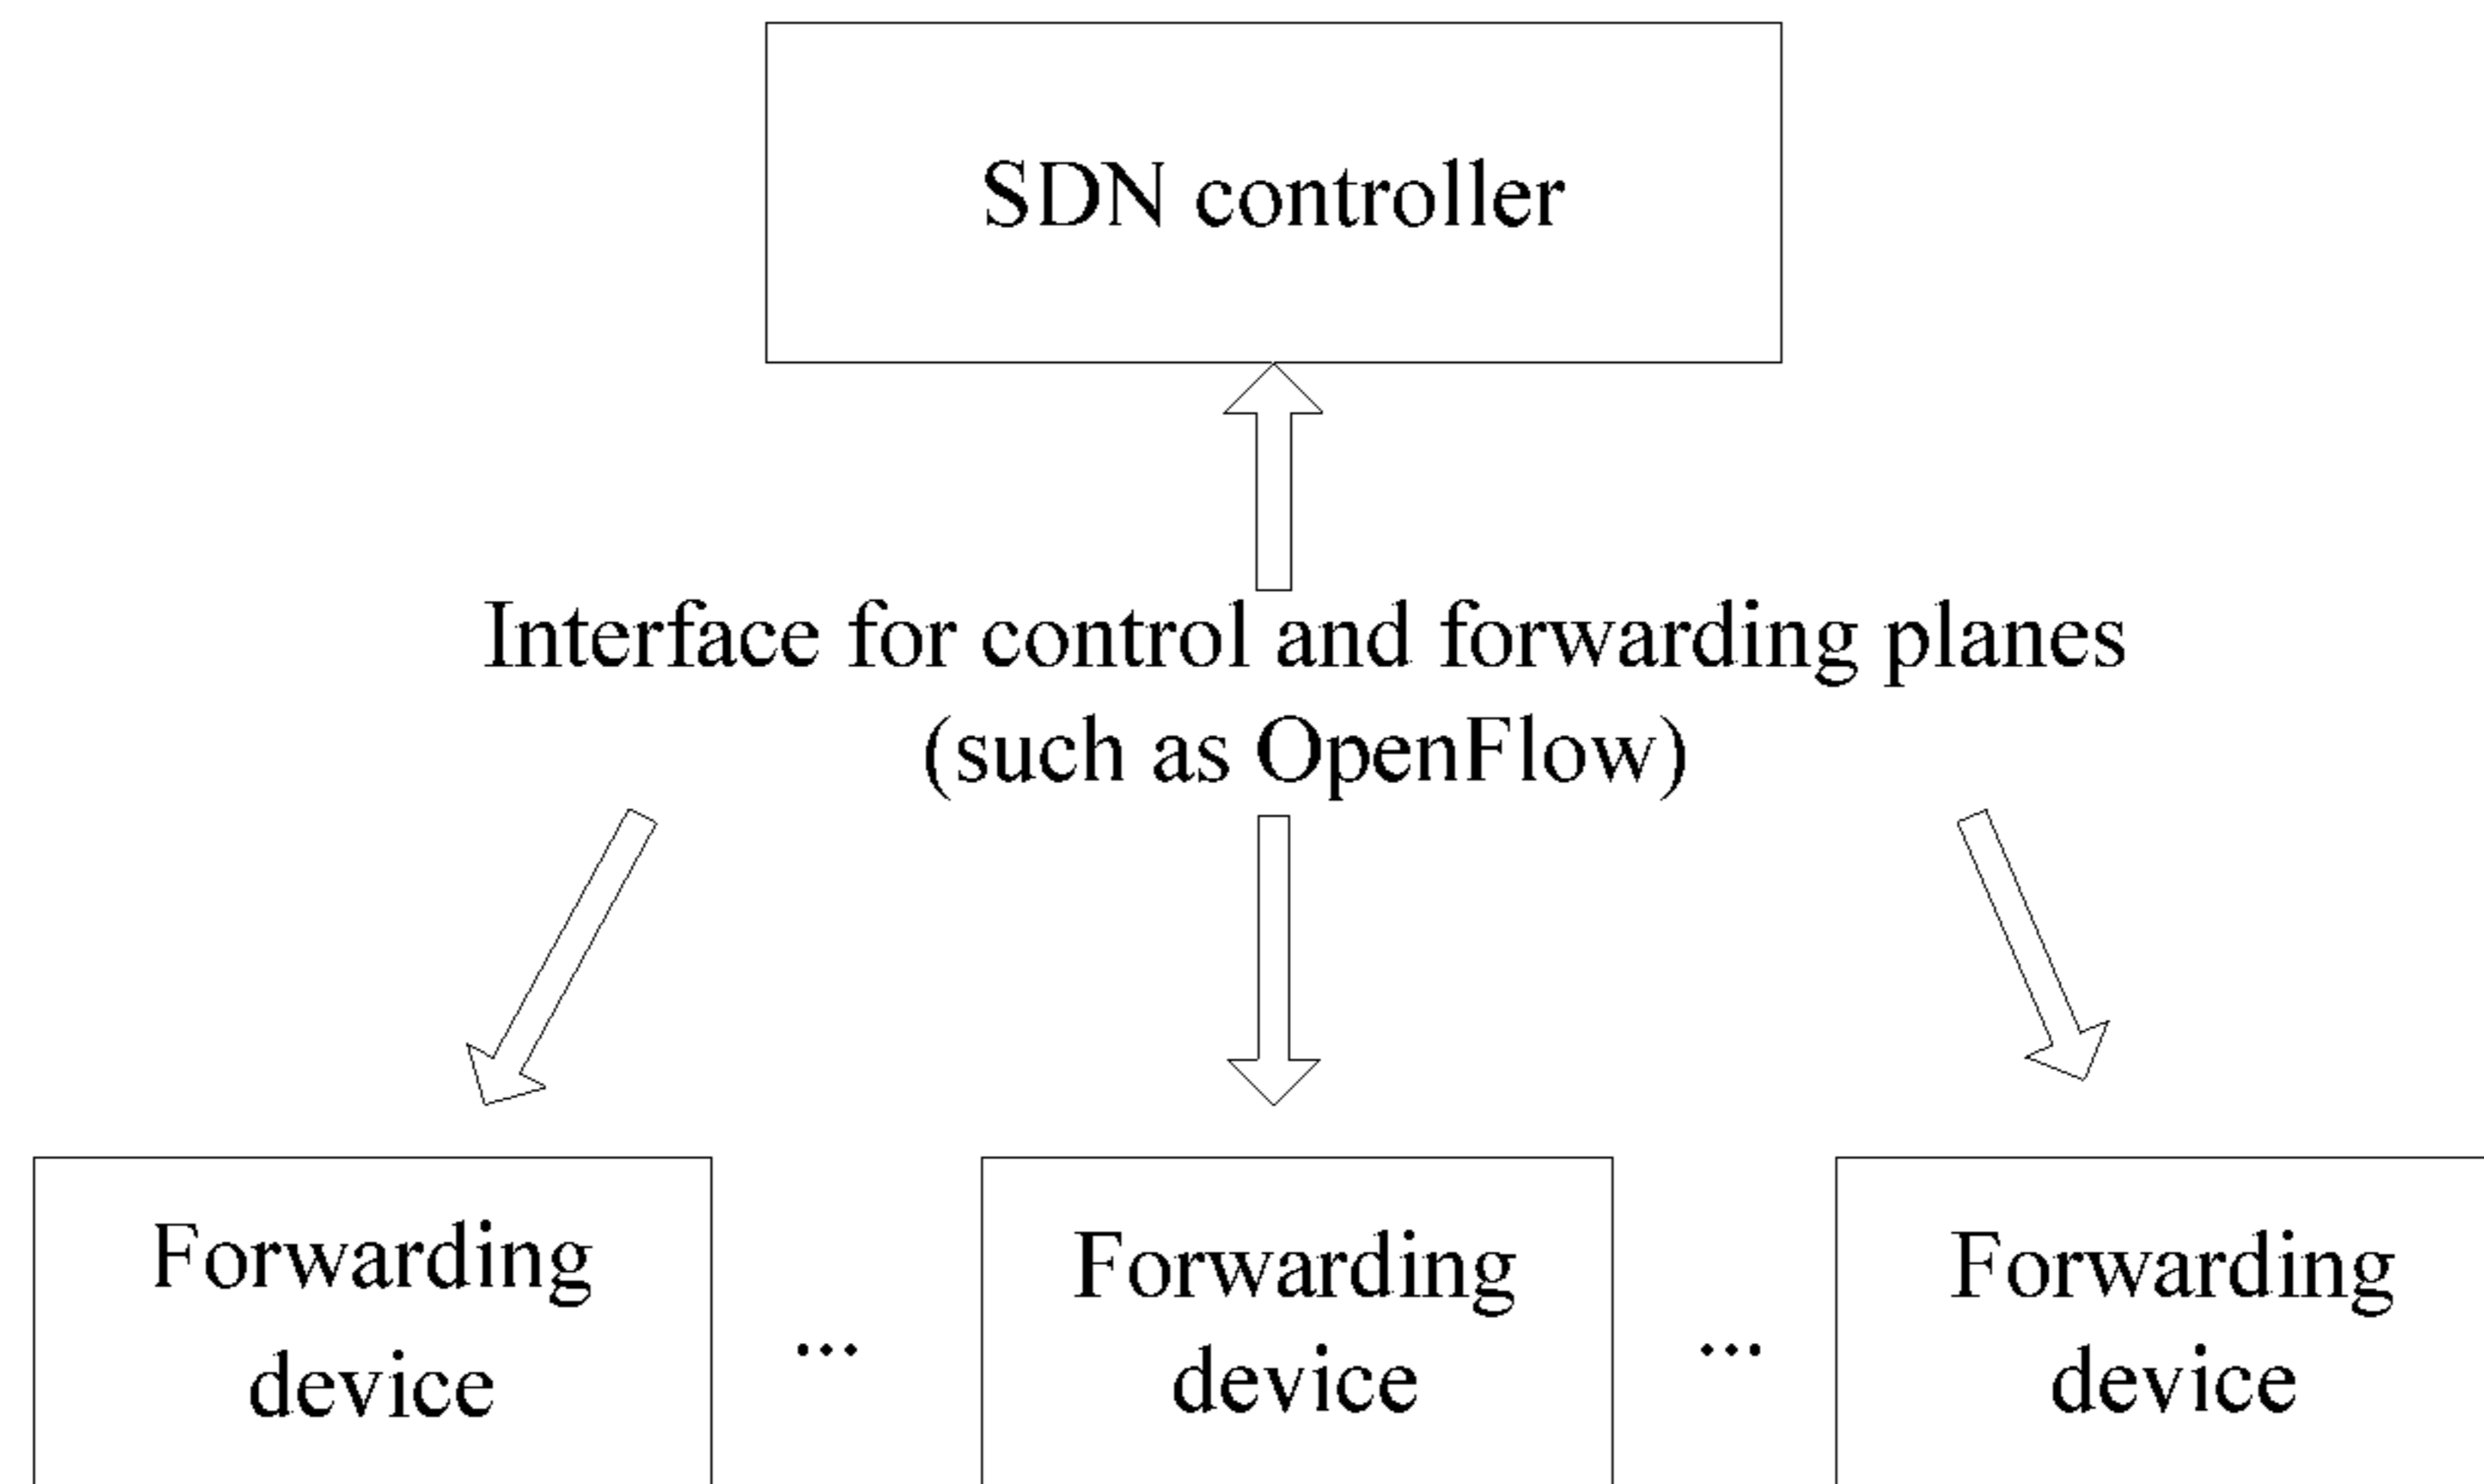 SDN controller
Interface for control and forwarding planes
(such as OpenFlow)
Forwarding
device
...
Forwarding
device
...
Forwarding
device